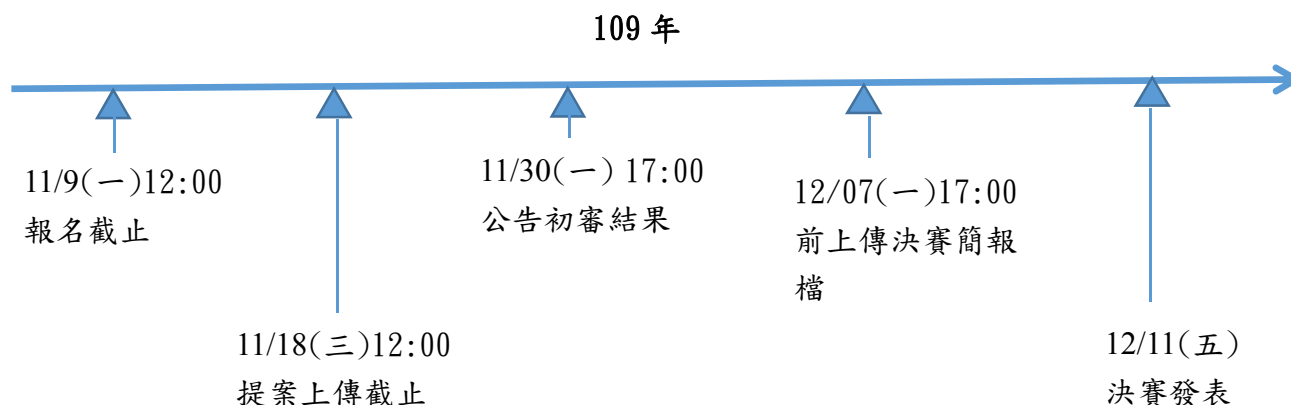 109 年
11/9(一)12:00
報名截止
11/18(三)12:00
提案上傳截止
11/30(一) 17:00
公告初審結果
12/07(一)17:00
前上傳決賽簡報
檔
12/11(五)
決賽發表